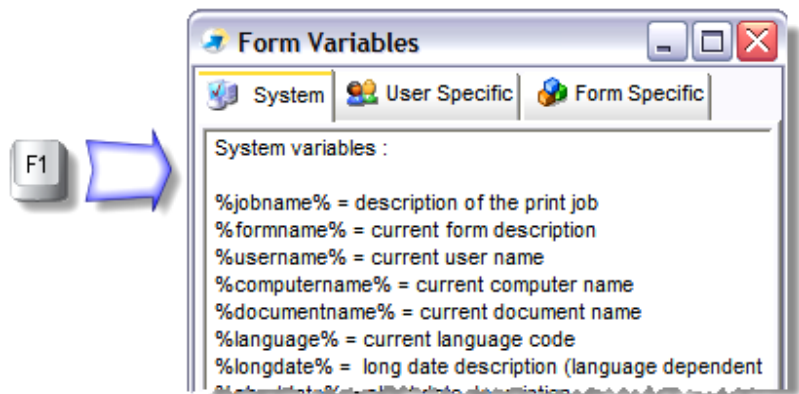 Form Variables
System
User Specific
Form Specific
F1
System variables :
%jobname% = description of the print job
%formname% = current form description
%username% = current user name
%computername% = current computer name
%documentname% = current document name
%language% = current language code
%longdate% = long date description (language dependent